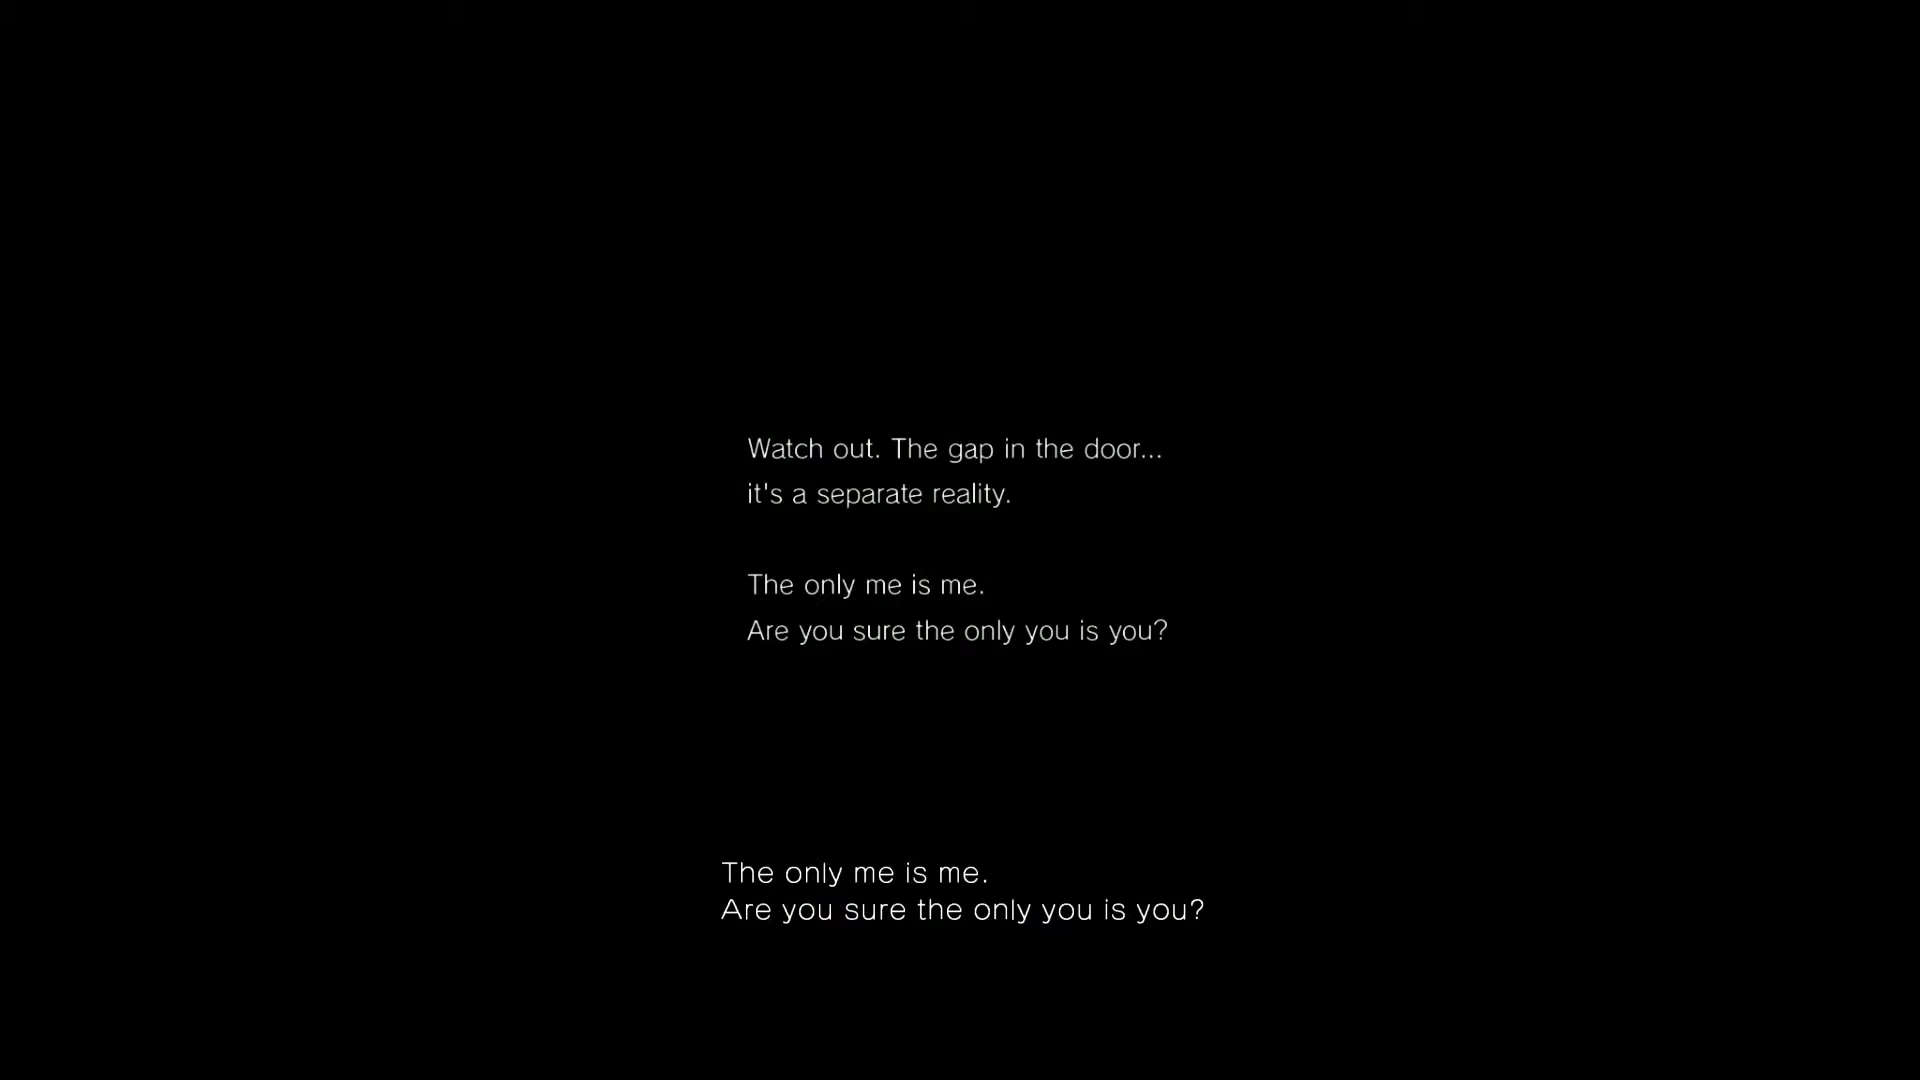 Watch out. The gap in the door...
it's a separate reality.
The only me is me.
Are you sure the only you is you?
The only me is me.
Are you sure the only you is you?